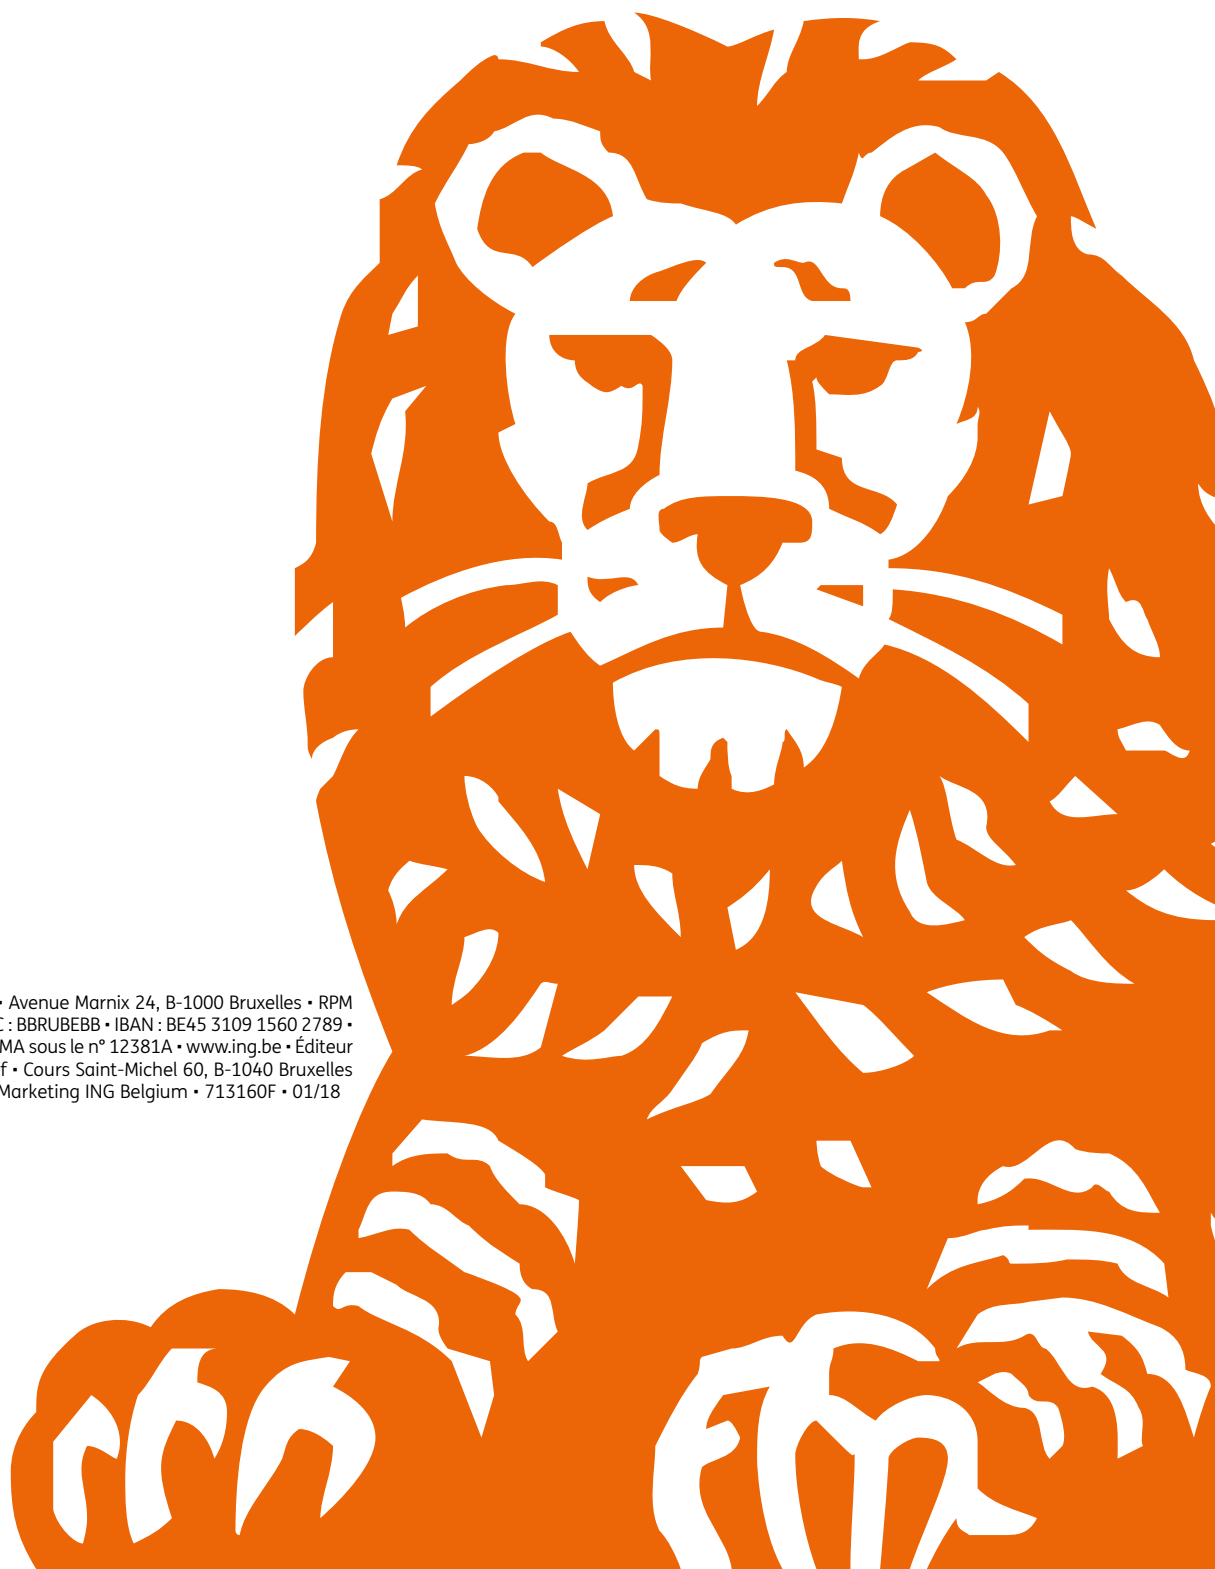 • Avenue Marnix 24, B-1000 Bruxelles • RPM
: BBRUBEBB • IBAN : BE45 3109 1560 2789 •
sous le n° 12381A • www.ing.be • Éditeur
• Cours Saint-Michel 60, B-1040 Bruxelles
Marketing ING Belgium • 713160F • 01/18